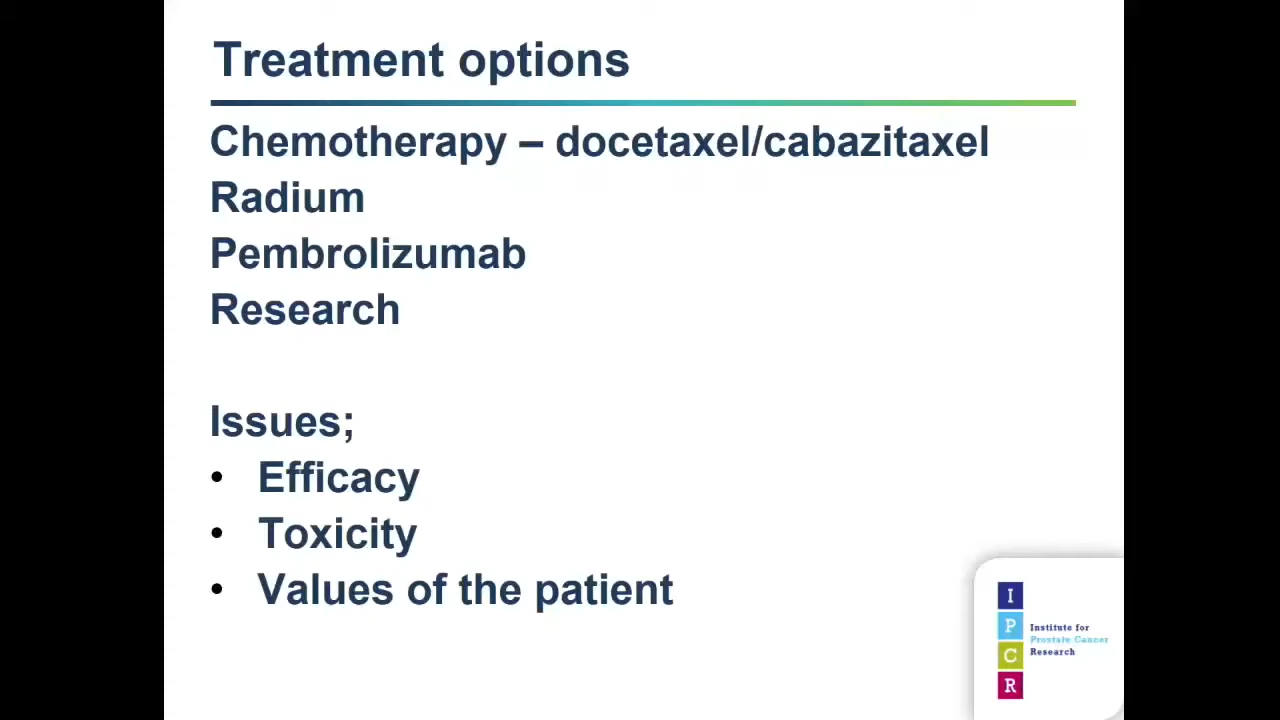 Treatment options
Chemotherapy – docetaxel/cabazitaxel
Radium
Pembrolizumab
Research
Issues;
• Efficacy
• Toxicity
• Values of the patient
I
P
C
R
Institute for
Prostate Cancer
Research